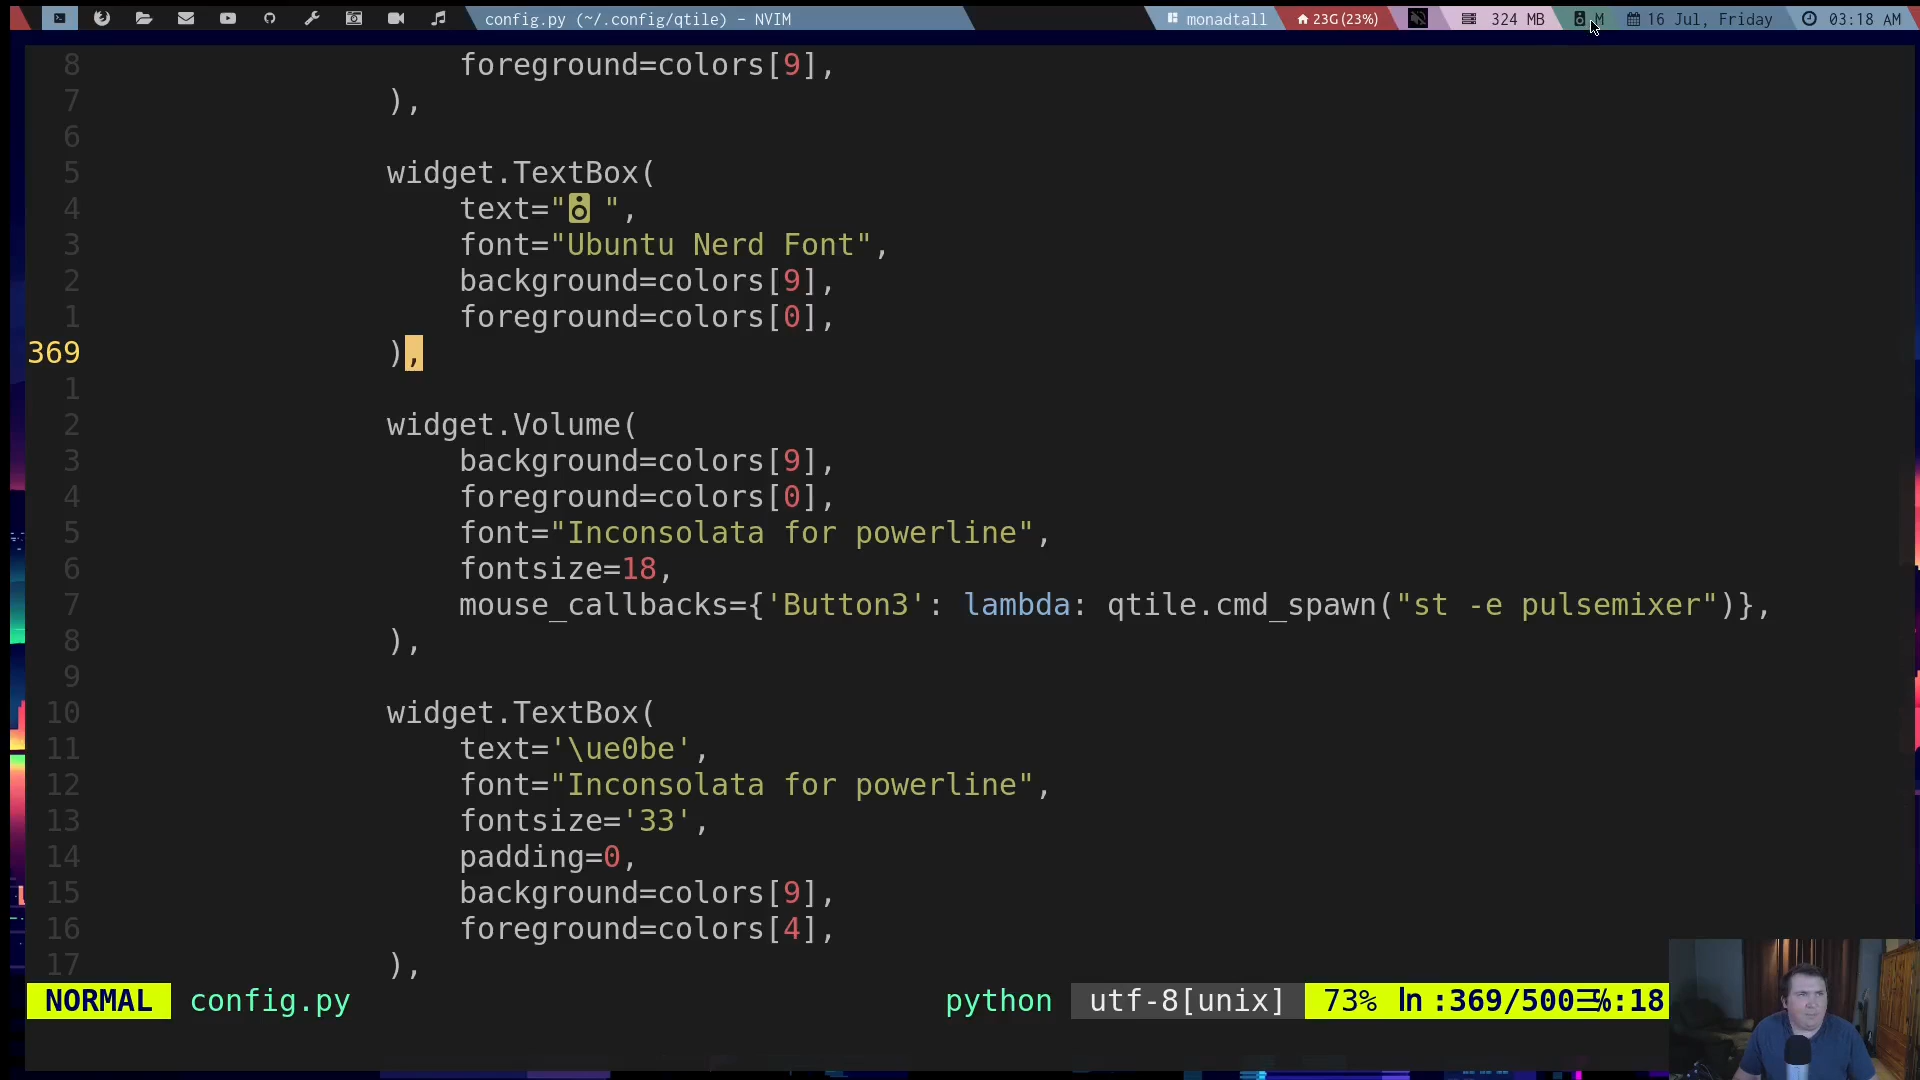 config.py (~/.config/qtile) – NVIM
monadtall
23G (23%)
324 MB
M
16 Jul, Friday
03:18 AM
8 foreground=colors[9],
7 ),
6
5 widget.TextBox(
4 text=" ",
3 font="Ubuntu Nerd Font",
2 background=colors[9],
1 foreground=colors[0],
369 ),
1
2 widget.Volume(
3 background=colors[9],
4 foreground=colors[0],
5 font="Inconsolata for powerline",
6 fontsize=18,
7 mouse_callbacks={'Button3': lambda: qtile.cmd_spawn("st -e pulsemixer")},
8 ),
9
10 widget.TextBox(
11 text='\ue0be',
12 font="Inconsolata for powerline",
13 fontsize='33',
14 padding=0,
15 background=colors[9],
16 foreground=colors[4],
17 ),
NORMAL config.py python utf-8[unix] 73% ln :369/500☰%:18